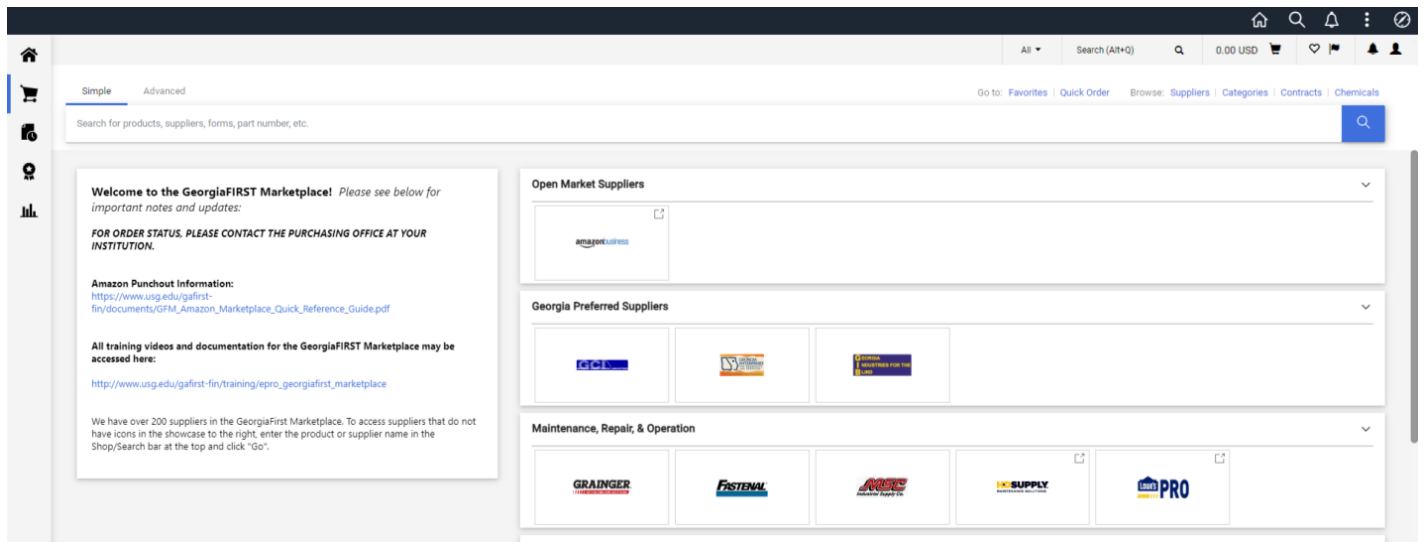 All
Search (Alt+Q)
0.00 USD
Simple
Advanced
Go to: Favorites | Quick Order Browse: Suppliers | Categories | Contracts | Chemicals
Search for products, suppliers, forms, part number, etc.
Welcome to the GeorgiaFIRST Marketplace! Please see below for
important notes and updates:
FOR ORDER STATUS, PLEASE CONTACT THE PURCHASING OFFICE AT YOUR
INSTITUTION.
Amazon Punchout Information:
https://www.usg.edu/gafirst-
fin/documents/GFM_Amazon_Marketplace_Quick_Reference_Guide.pdf
All training videos and documentation for the GeorgiaFIRST Marketplace may be
accessed here:
http://www.usg.edu/gafirst-fin/training/epro_georgiafirst_marketplace
We have over 200 suppliers in the GeorgiaFirst Marketplace. To access suppliers that do not
have icons in the showcase to the right, enter the product or supplier name in the
Shop/Search bar at the top and click "Go".
Open Market Suppliers
amazonbusiness
Georgia Preferred Suppliers
GCI
GEORGIA
INDUSTRIES FOR THE
BLIND
Maintenance, Repair, & Operation
GRAINGER
FASTENAL
MSC
Industrial Supply Co.
HD SUPPLY
LOWE'S PRO